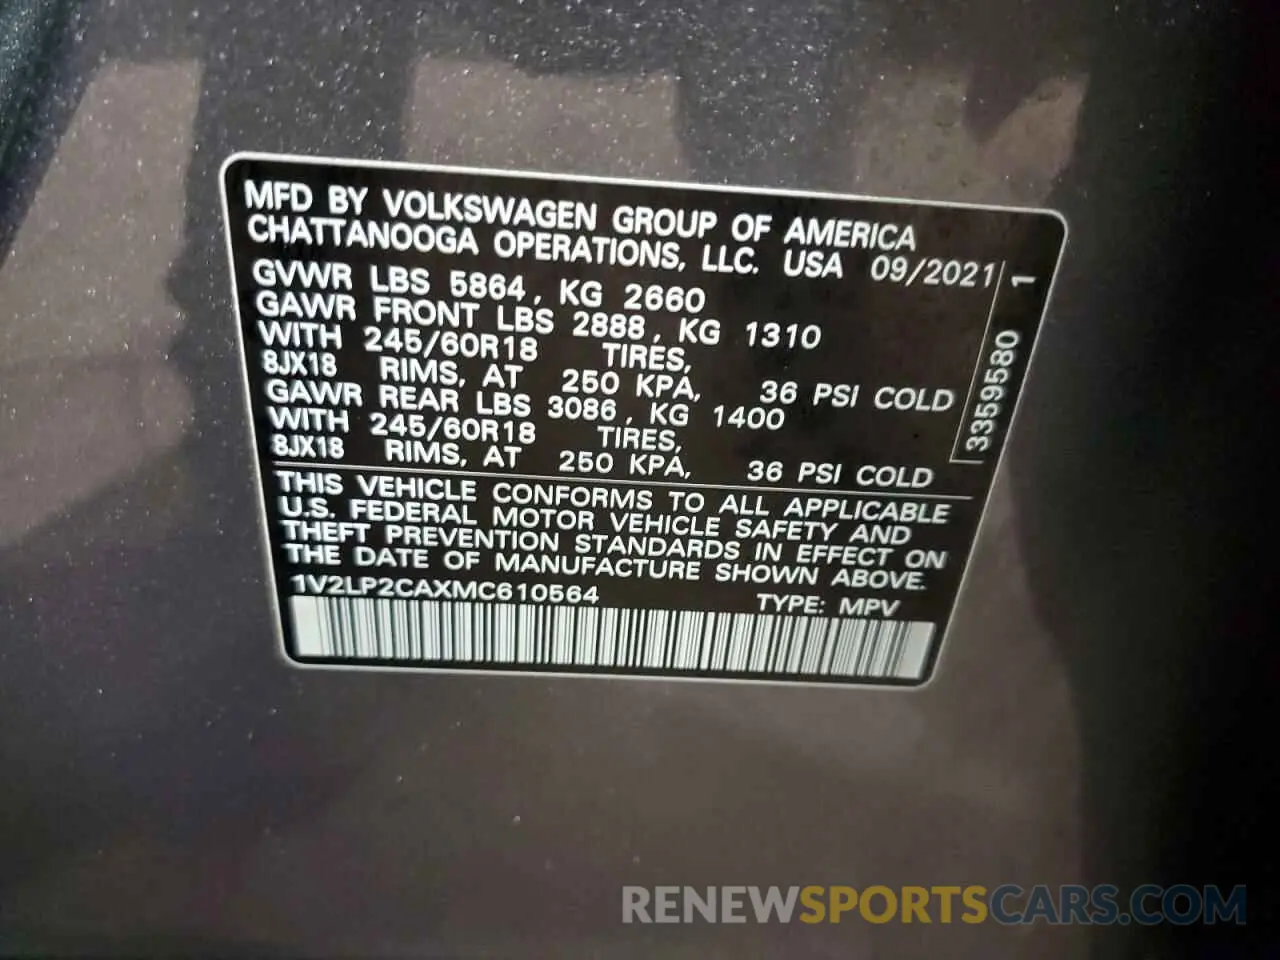 MFD BY VOLKSWAGEN GROUP OF AMERICA
CHATTANOOGA OPERATIONS, LLC. USA 09/2021
GVWR LBS 5864, KG 2660
GAWR FRONT LBS 2888, KG 1310
WITH 245/60R18 TIRES,
8JX18 RIMS, AT 250 KPA, 36 PSI COLD
GAWR REAR LBS 3086, KG 1400
WITH 245/60R18 TIRES,
8JX18 RIMS, AT 250 KPA, 36 PSI COLD
3359580 1
THIS VEHICLE CONFORMS TO ALL APPLICABLE
U.S. FEDERAL MOTOR VEHICLE SAFETY AND
THEFT PREVENTION STANDARDS IN EFFECT ON
THE DATE OF MANUFACTURE SHOWN ABOVE.
1V2LP2CAXMC610564 TYPE: MPV
RENEWSPORTSCARS.COM